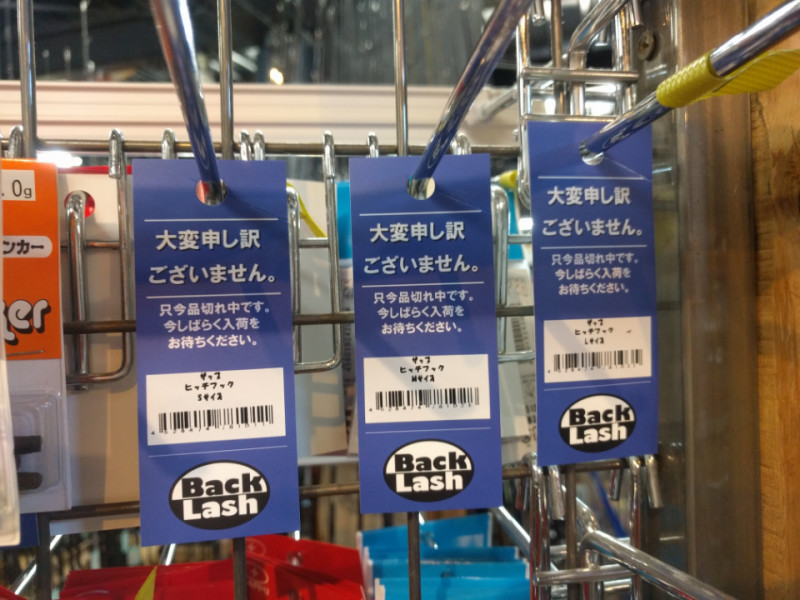 .0g
ンカー
er
大変申し訳
ございません。
只今品切れ中です。
今しばらく入荷を
お待ちください。
ザップ
ヒッチフック
Sサイズ
Back
Lash
大変申し訳
ございません。
只今品切れ中です。
今しばらく入荷を
お待ちください。
ザップ
ヒッチフック
Mサイズ
Back
Lash
大変申し訳
ございません。
只今品切れ中です。
今しばらく入荷を
お待ちください。
ザップ
ヒッチフック
Lサイズ
Back
Lash